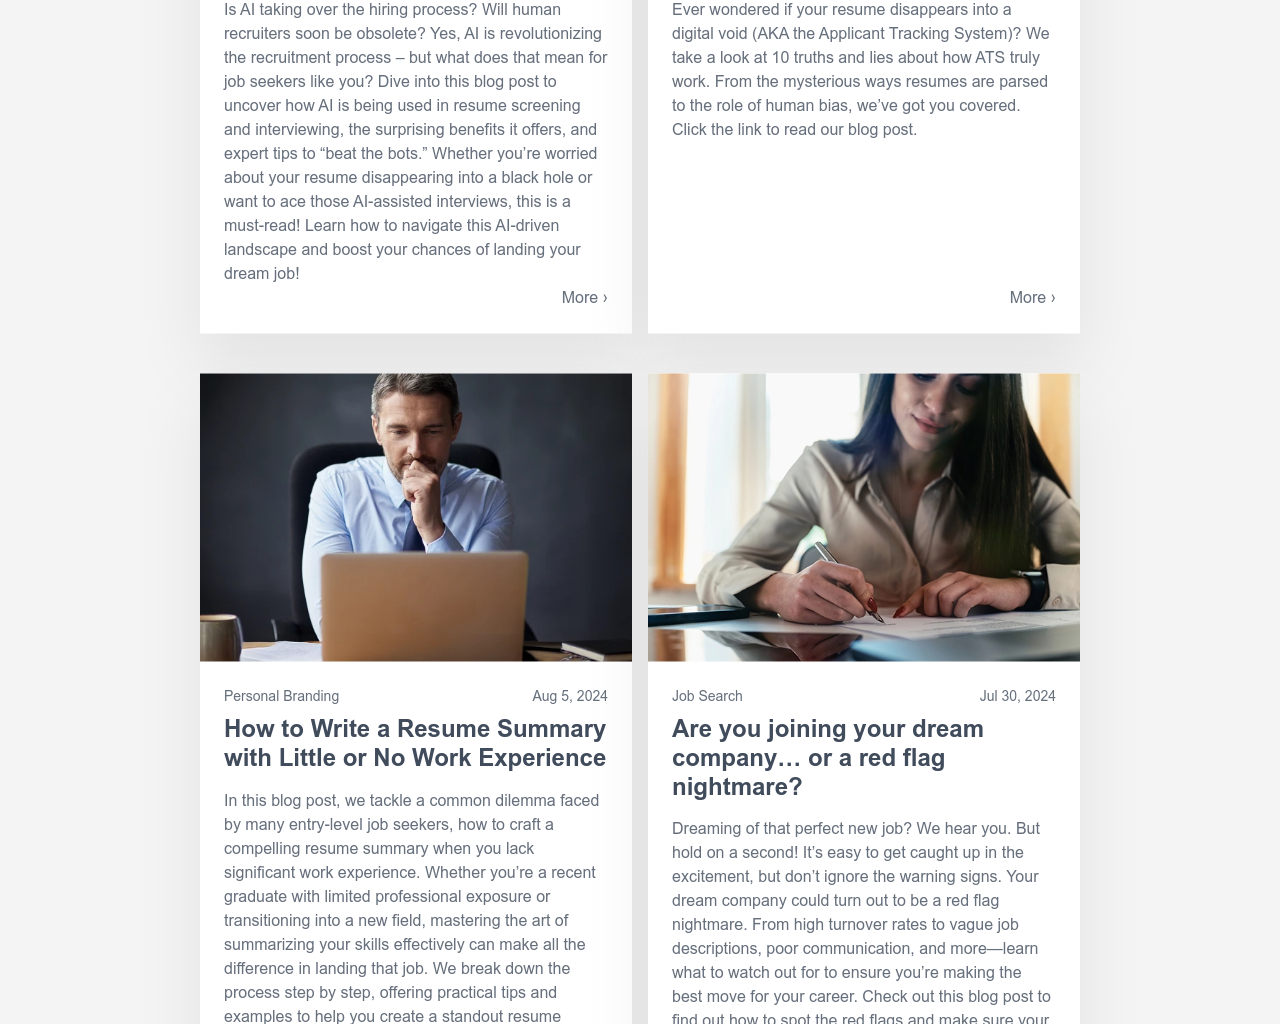 Is AI taking over the hiring process? Will human
recruiters soon be obsolete? Yes, AI is revolutionizing
the recruitment process – but what does that mean for
job seekers like you? Dive into this blog post to
uncover how AI is being used in resume screening
and interviewing, the surprising benefits it offers, and
expert tips to “beat the bots.” Whether you’re worried
about your resume disappearing into a black hole or
want to ace those AI-assisted interviews, this is a
must-read! Learn how to navigate this AI-driven
landscape and boost your chances of landing your
dream job!
More ›
Ever wondered if your resume disappears into a
digital void (AKA the Applicant Tracking System)? We
take a look at 10 truths and lies about how ATS truly
work. From the mysterious ways resumes are parsed
to the role of human bias, we’ve got you covered.
Click the link to read our blog post.
More ›
Personal Branding
Aug 5, 2024
How to Write a Resume Summary
with Little or No Work Experience
In this blog post, we tackle a common dilemma faced
by many entry-level job seekers, how to craft a
compelling resume summary when you lack
significant work experience. Whether you’re a recent
graduate with limited professional exposure or
transitioning into a new field, mastering the art of
summarizing your skills effectively can make all the
difference in landing that job. We break down the
process step by step, offering practical tips and
examples to help you create a standout resume
Job Search
Jul 30, 2024
Are you joining your dream
company… or a red flag
nightmare?
Dreaming of that perfect new job? We hear you. But
hold on a second! It’s easy to get caught up in the
excitement, but don’t ignore the warning signs. Your
dream company could turn out to be a red flag
nightmare. From high turnover rates to vague job
descriptions, poor communication, and more—learn
what to watch out for to ensure you’re making the
best move for your career. Check out this blog post to
find out how to spot the red flags and make sure your